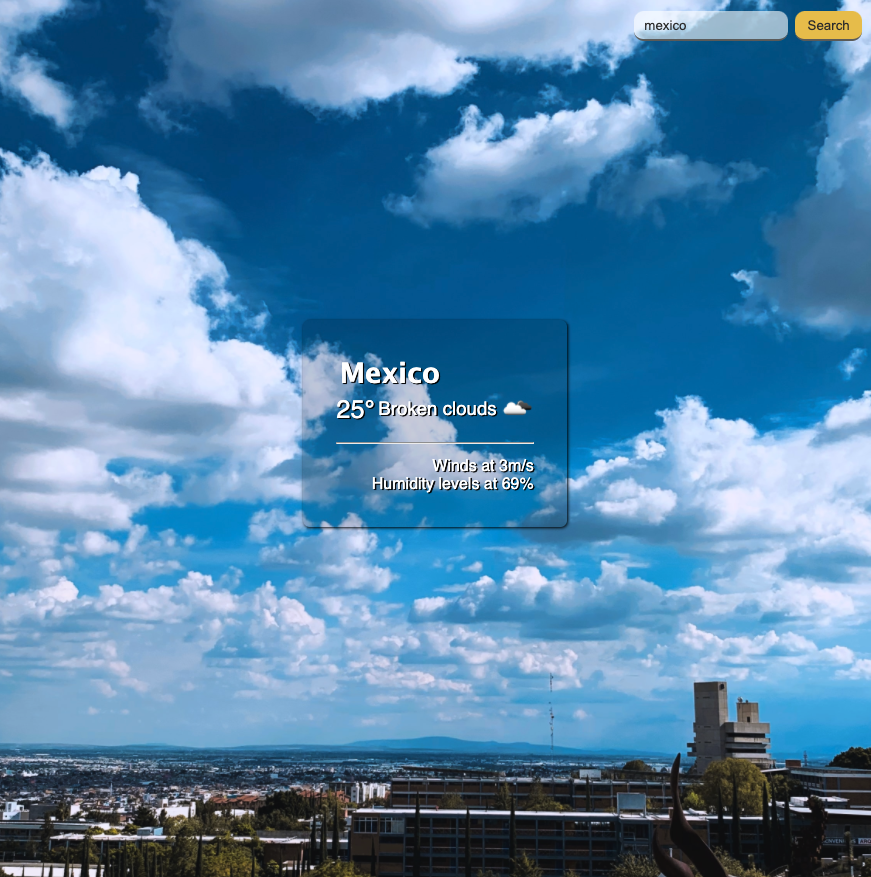 mexico
Search
Mexico
25° Broken clouds
Winds at 3m/s
Humidity levels at 69%